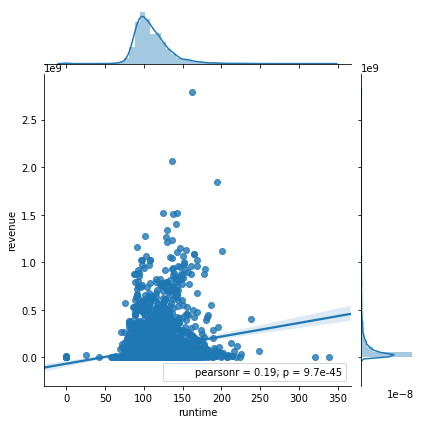 1e9
1e9
2.5
2.0
1.5
1.0
0.5
0.0
revenue
pearsonr = 0.19; p = 9.7e-45
0 50 100 150 200 250 300 350
runtime
1e-8